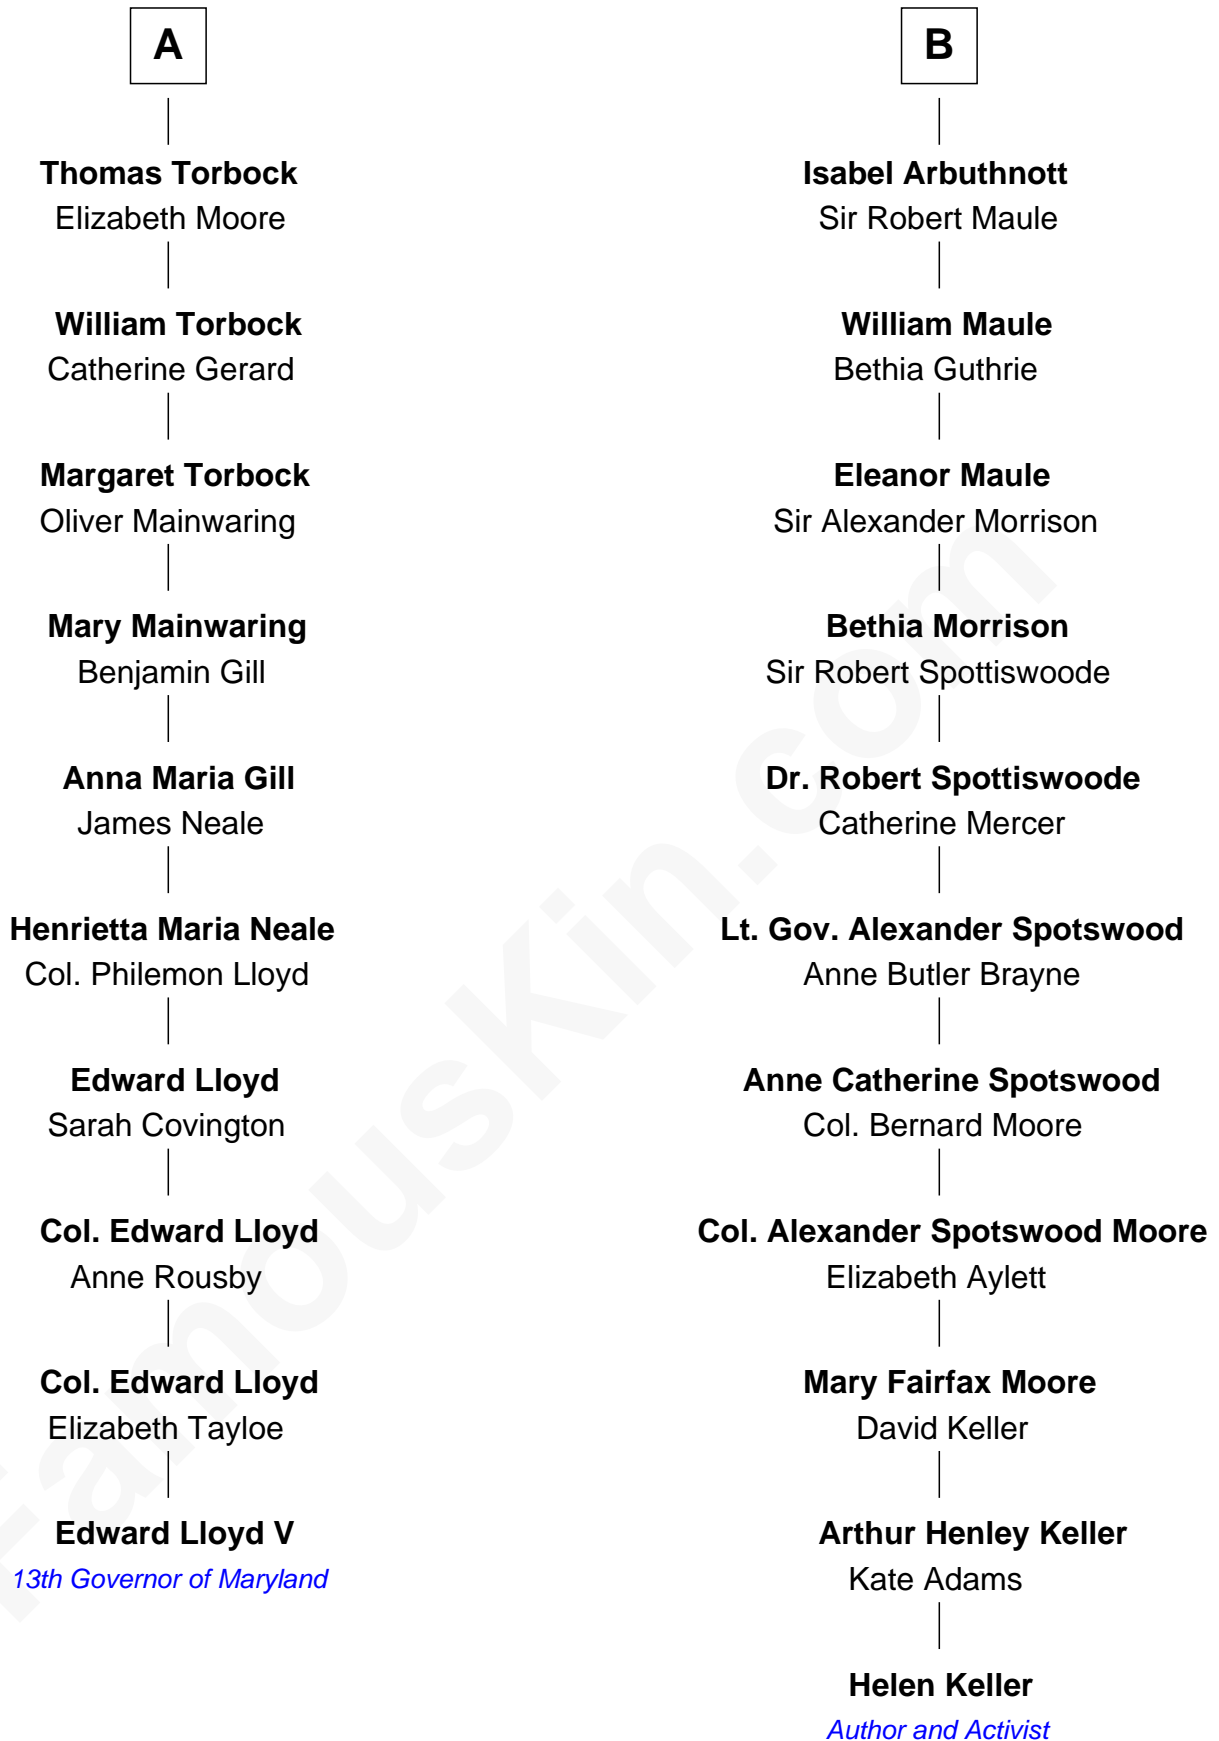 A
Thomas Torbock
Elizabeth Moore
William Torbock
Catherine Gerard
Margaret Torbock
Oliver Mainwaring
Mary Mainwaring
Benjamin Gill
Anna Maria Gill
James Neale
Henrietta Maria Neale
Col. Philemon Lloyd
Edward Lloyd
Sarah Covington
Col. Edward Lloyd
Anne Rousby
Col. Edward Lloyd
Elizabeth Tayloe
Edward Lloyd V
13th Governor of Maryland
B
Isabel Arbuthnott
Sir Robert Maule
William Maule
Bethia Guthrie
Eleanor Maule
Sir Alexander Morrison
Bethia Morrison
Sir Robert Spottiswoode
Dr. Robert Spottiswoode
Catherine Mercer
Lt. Gov. Alexander Spotswood
Anne Butler Brayne
Anne Catherine Spotswood
Col. Bernard Moore
Col. Alexander Spotswood Moore
Elizabeth Aylett
Mary Fairfax Moore
David Keller
Arthur Henley Keller
Kate Adams
Helen Keller
Author and Activist
FamousKin.com